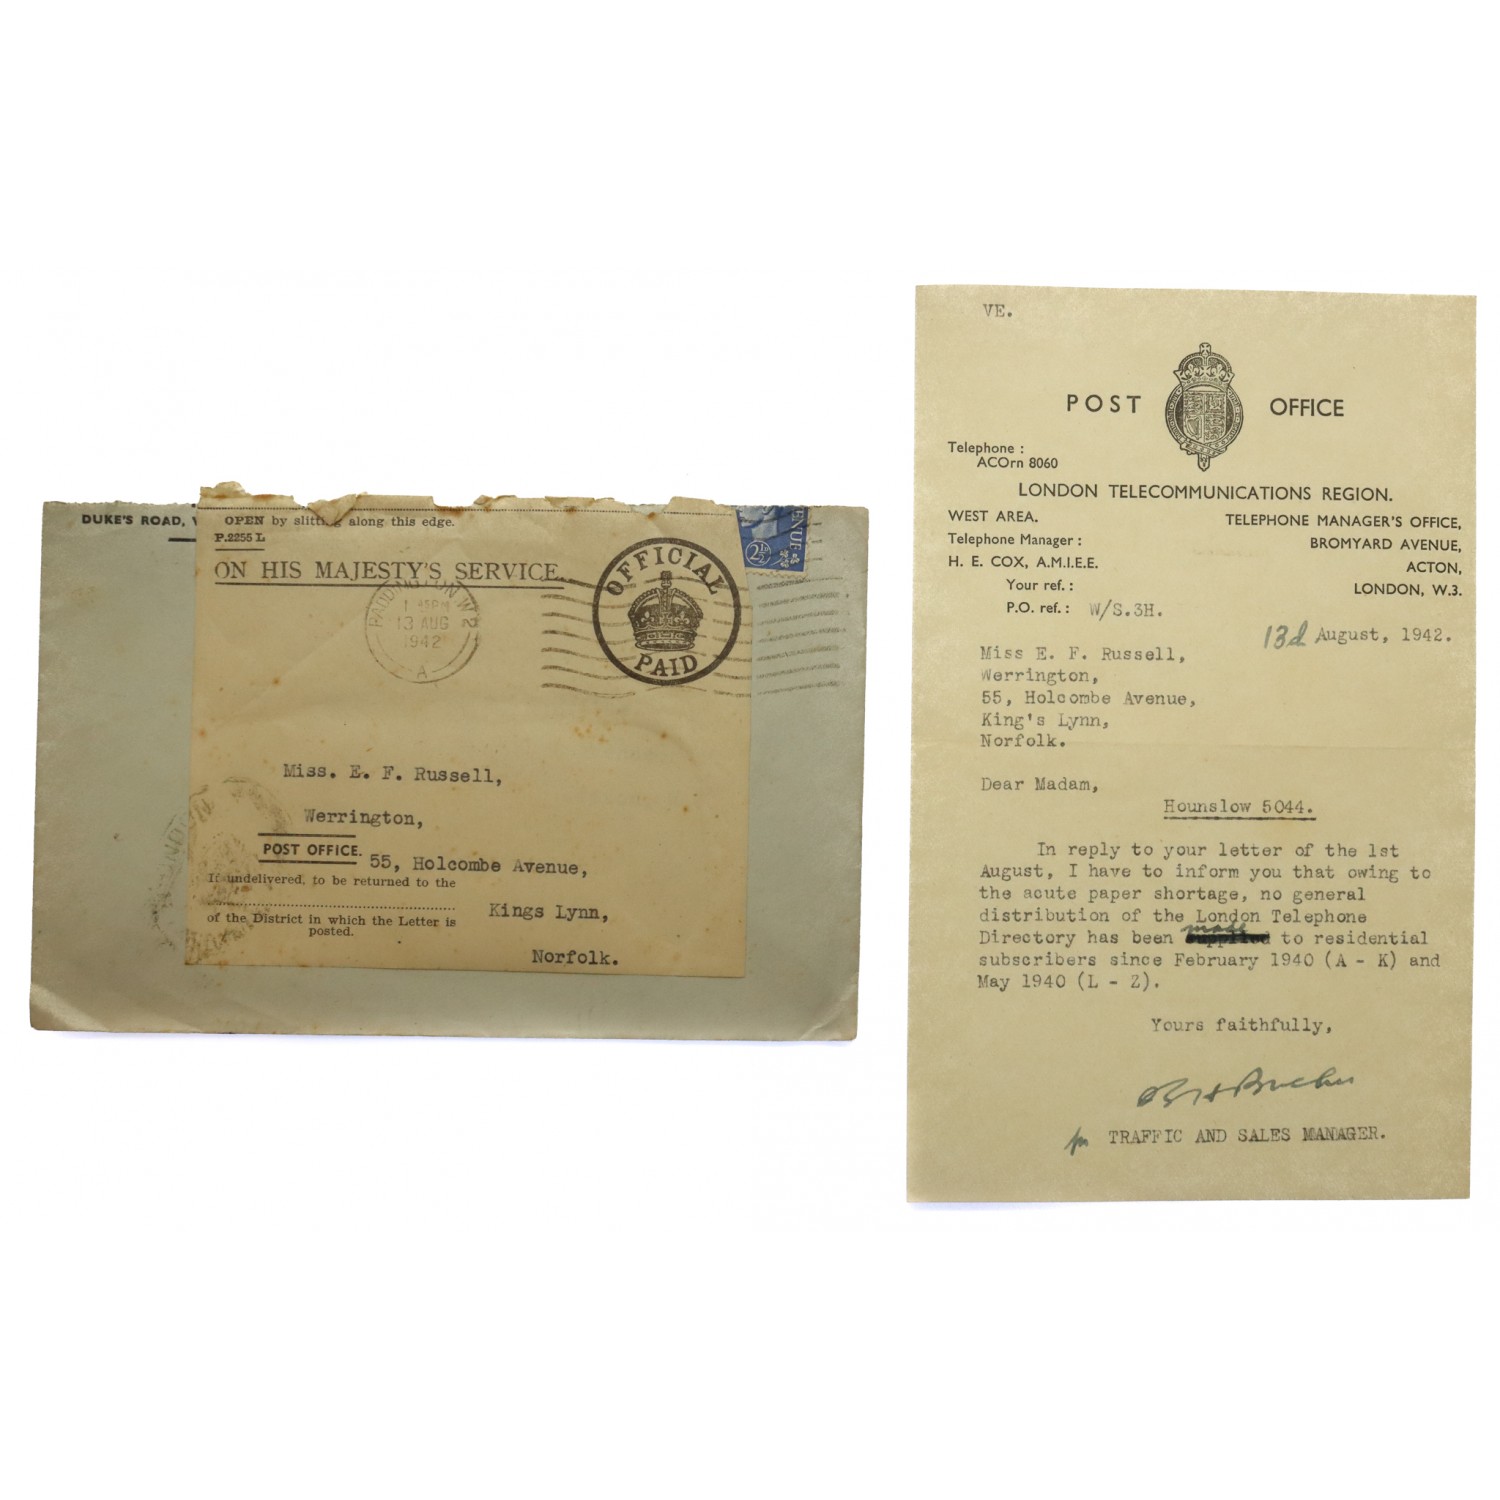 DUKE'S ROAD,
OPEN by slitting along this edge.
P.2255 L
ON HIS MAJESTY'S SERVICE
OFFICIAL
PAID
PADDINGTON W2
13 AUG
1942
A
2½D
Miss. E. F. Russell,
Werrington,
POST OFFICE.
55, Holcombe Avenue,
If undelivered, to be returned to the
Kings Lynn,
of the District in which the Letter is
posted.
Norfolk.
VE.
POST OFFICE
Telephone :
ACOrn 8060
LONDON TELECOMMUNICATIONS REGION.
WEST AREA.
TELEPHONE MANAGER'S OFFICE,
Telephone Manager :
BROMYARD AVENUE,
H. E. COX, A.M.I.E.E.
ACTON,
Your ref. :
LONDON, W.3.
P.O. ref. : W/S.3H.
13d August, 1942.
Miss E. F. Russell,
Werrington,
55, Holcombe Avenue,
King's Lynn,
Norfolk.
Dear Madam,
Hounslow 5044.
In reply to your letter of the 1st
August, I have to inform you that owing to
the acute paper shortage, no general
distribution of the London Telephone
Directory has been made to residential
subscribers since February 1940 (A - K) and
May 1940 (L - Z).
Yours faithfully,
for TRAFFIC AND SALES MANAGER.